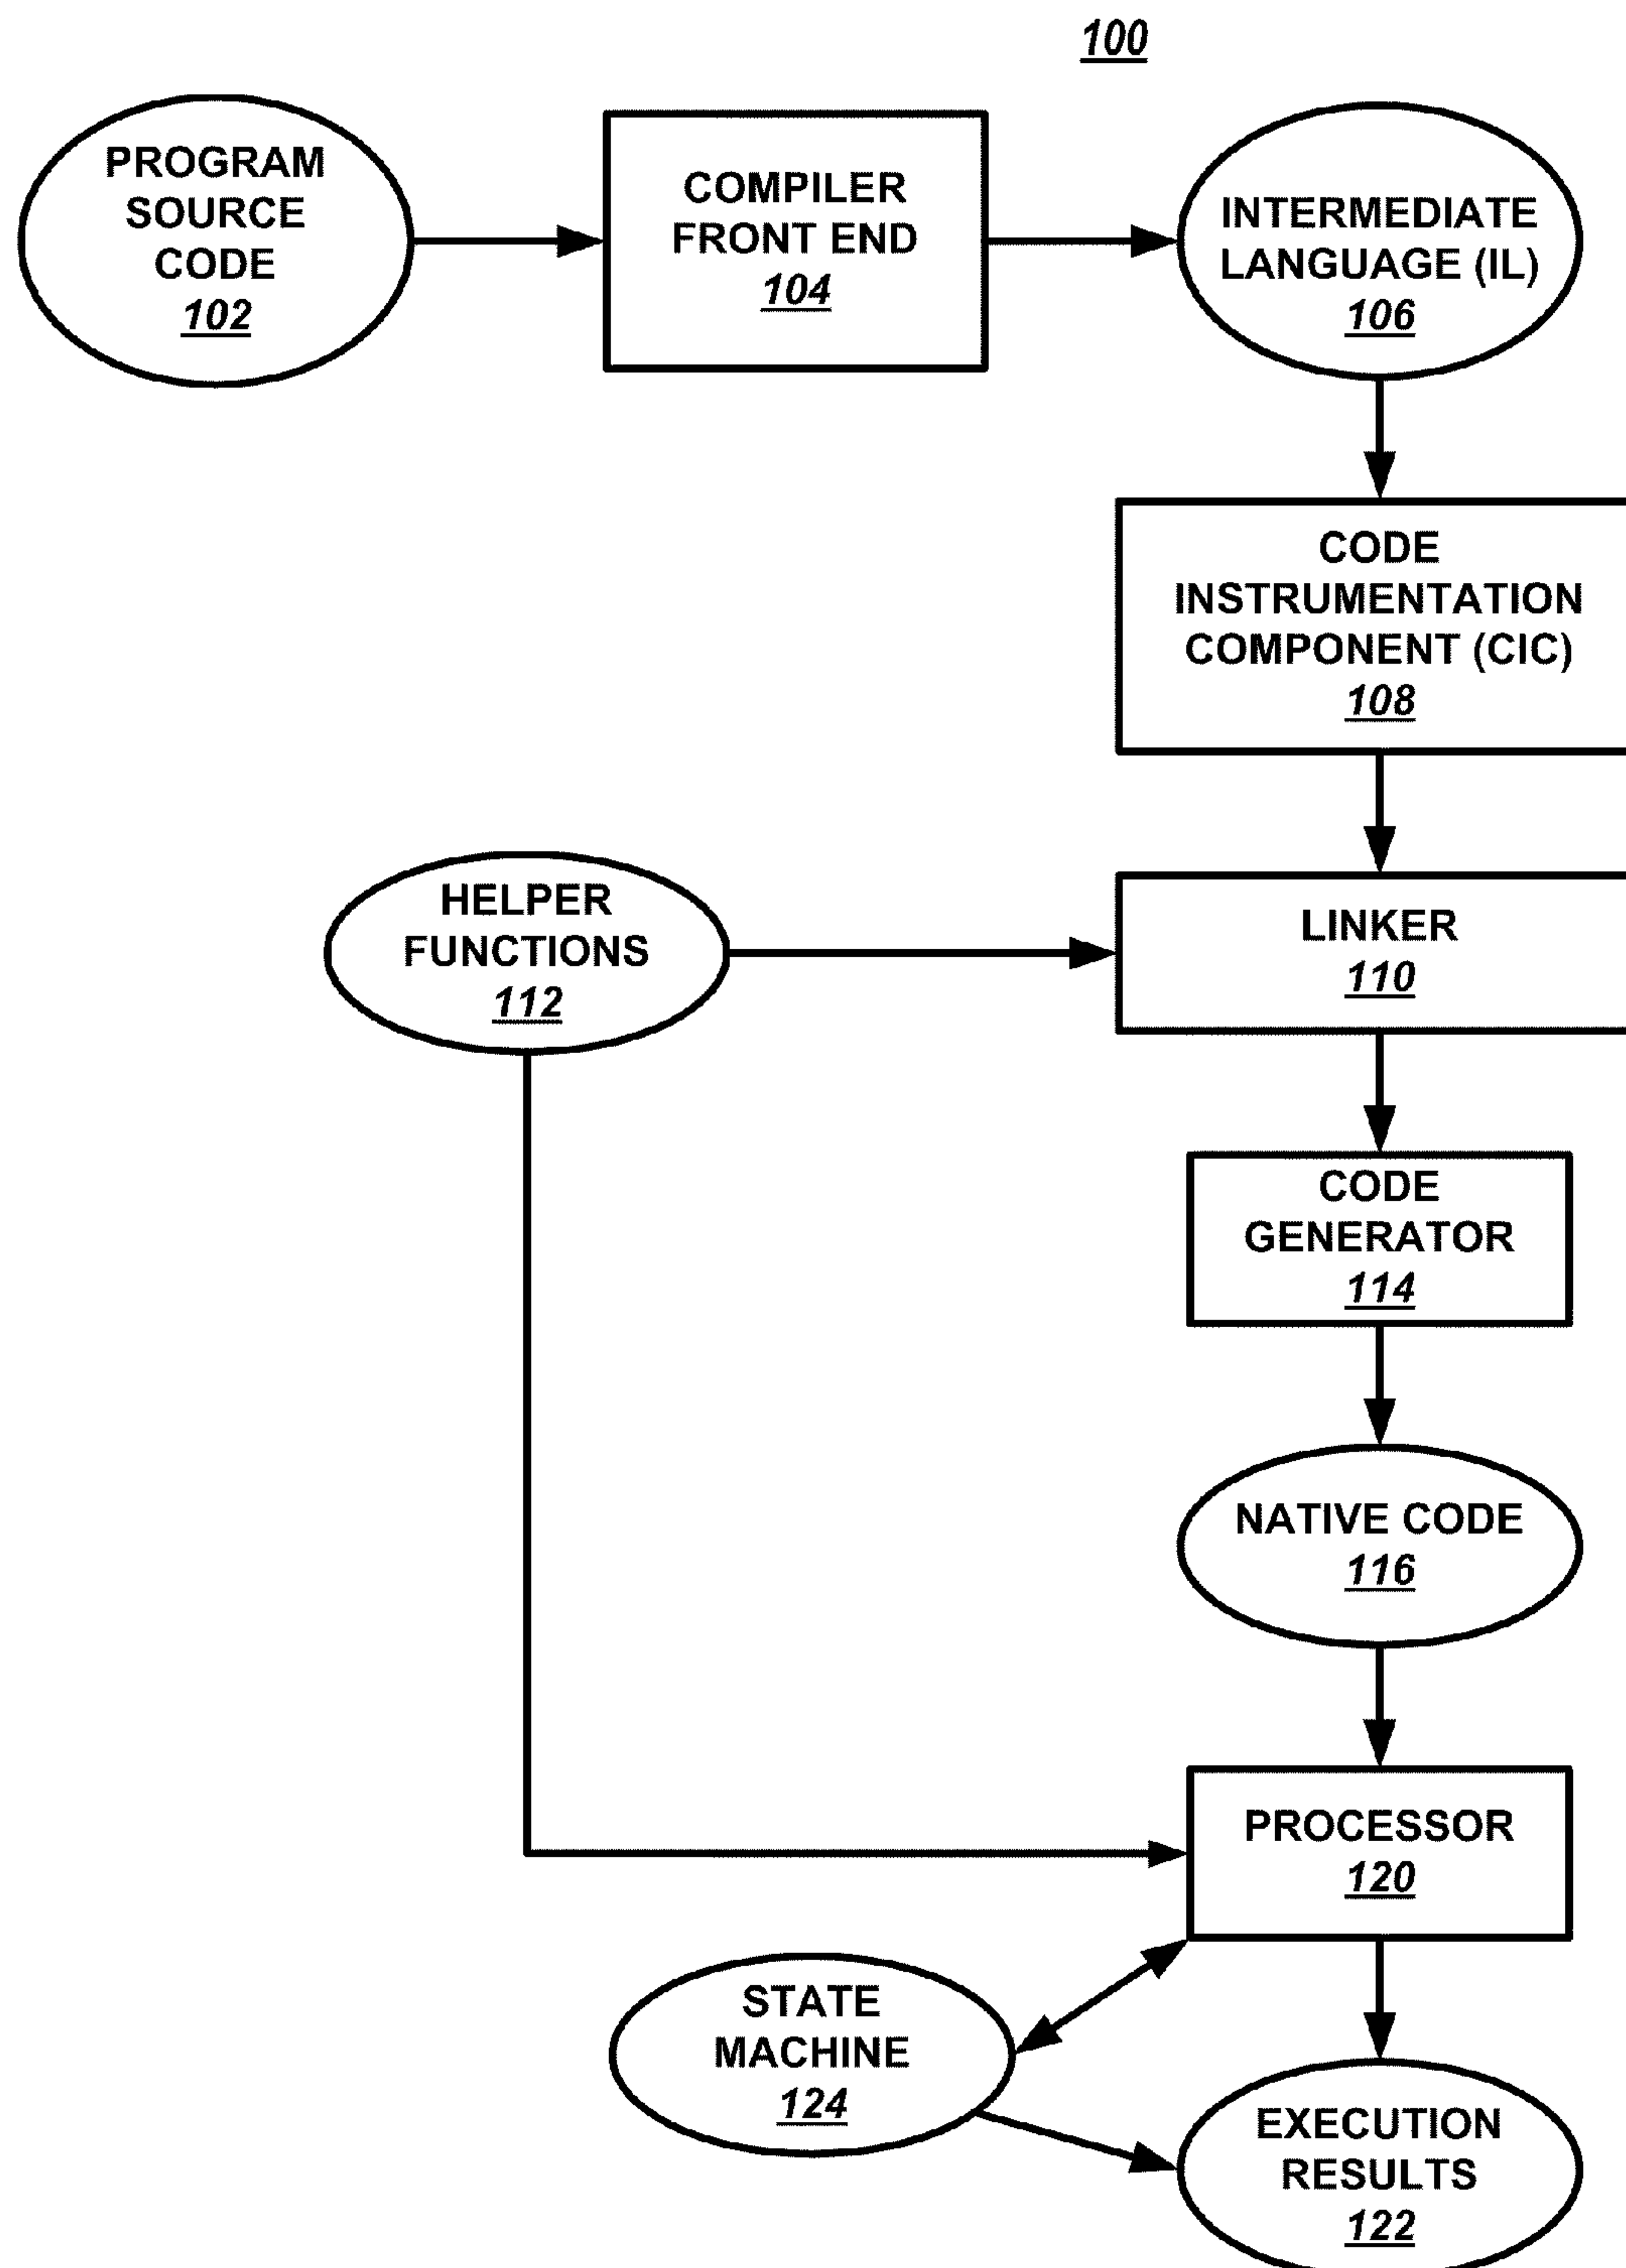 100
PROGRAM
SOURCE
CODE
102
COMPILER
FRONT END
104
INTERMEDIATE
LANGUAGE (IL)
106
CODE
INSTRUMENTATION
COMPONENT (CIC)
108
HELPER
FUNCTIONS
112
LINKER
110
CODE
GENERATOR
114
NATIVE CODE
116
PROCESSOR
120
STATE
MACHINE
124
EXECUTION
RESULTS
122